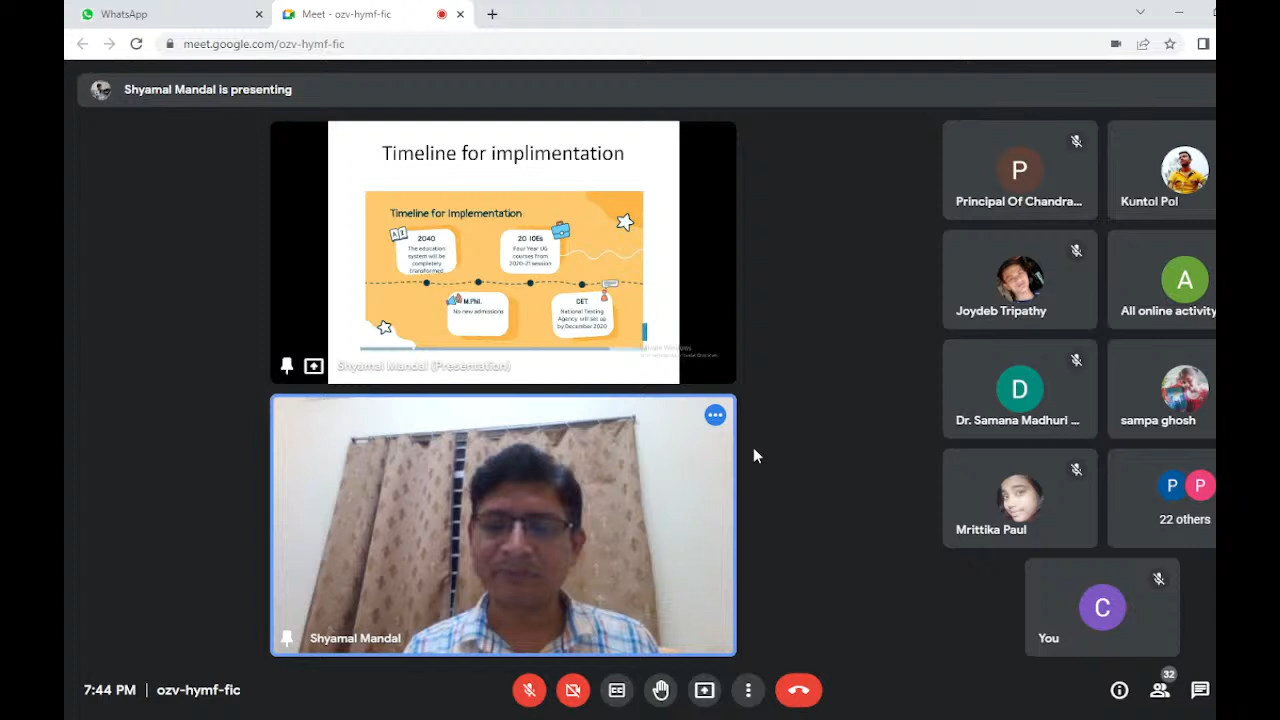 WhatsApp
Meet - ozv-hymf-fic
meet.google.com/ozv-hymf-fic
Shyamal Mandal is presenting
Timeline for implimentation
Timeline for Implementation
2040
The education
system will be
completely
transformed
20 IOEs
Four Year UG
courses from
2020-21 session
M.Phil.
No new admissions
National Testing
Agency will set up
by December 2020
Shyamal Mandal (Presentation)
Shyamal Mandal
P
Principal Of Chandra...
Kuntol Pol
Joydeb Tripathy
A
All online activity
D
Dr. Samana Madhuri ...
sampa ghosh
Mrittika Paul
P P
22 others
C
You
7:44 PM | ozv-hymf-fic
32